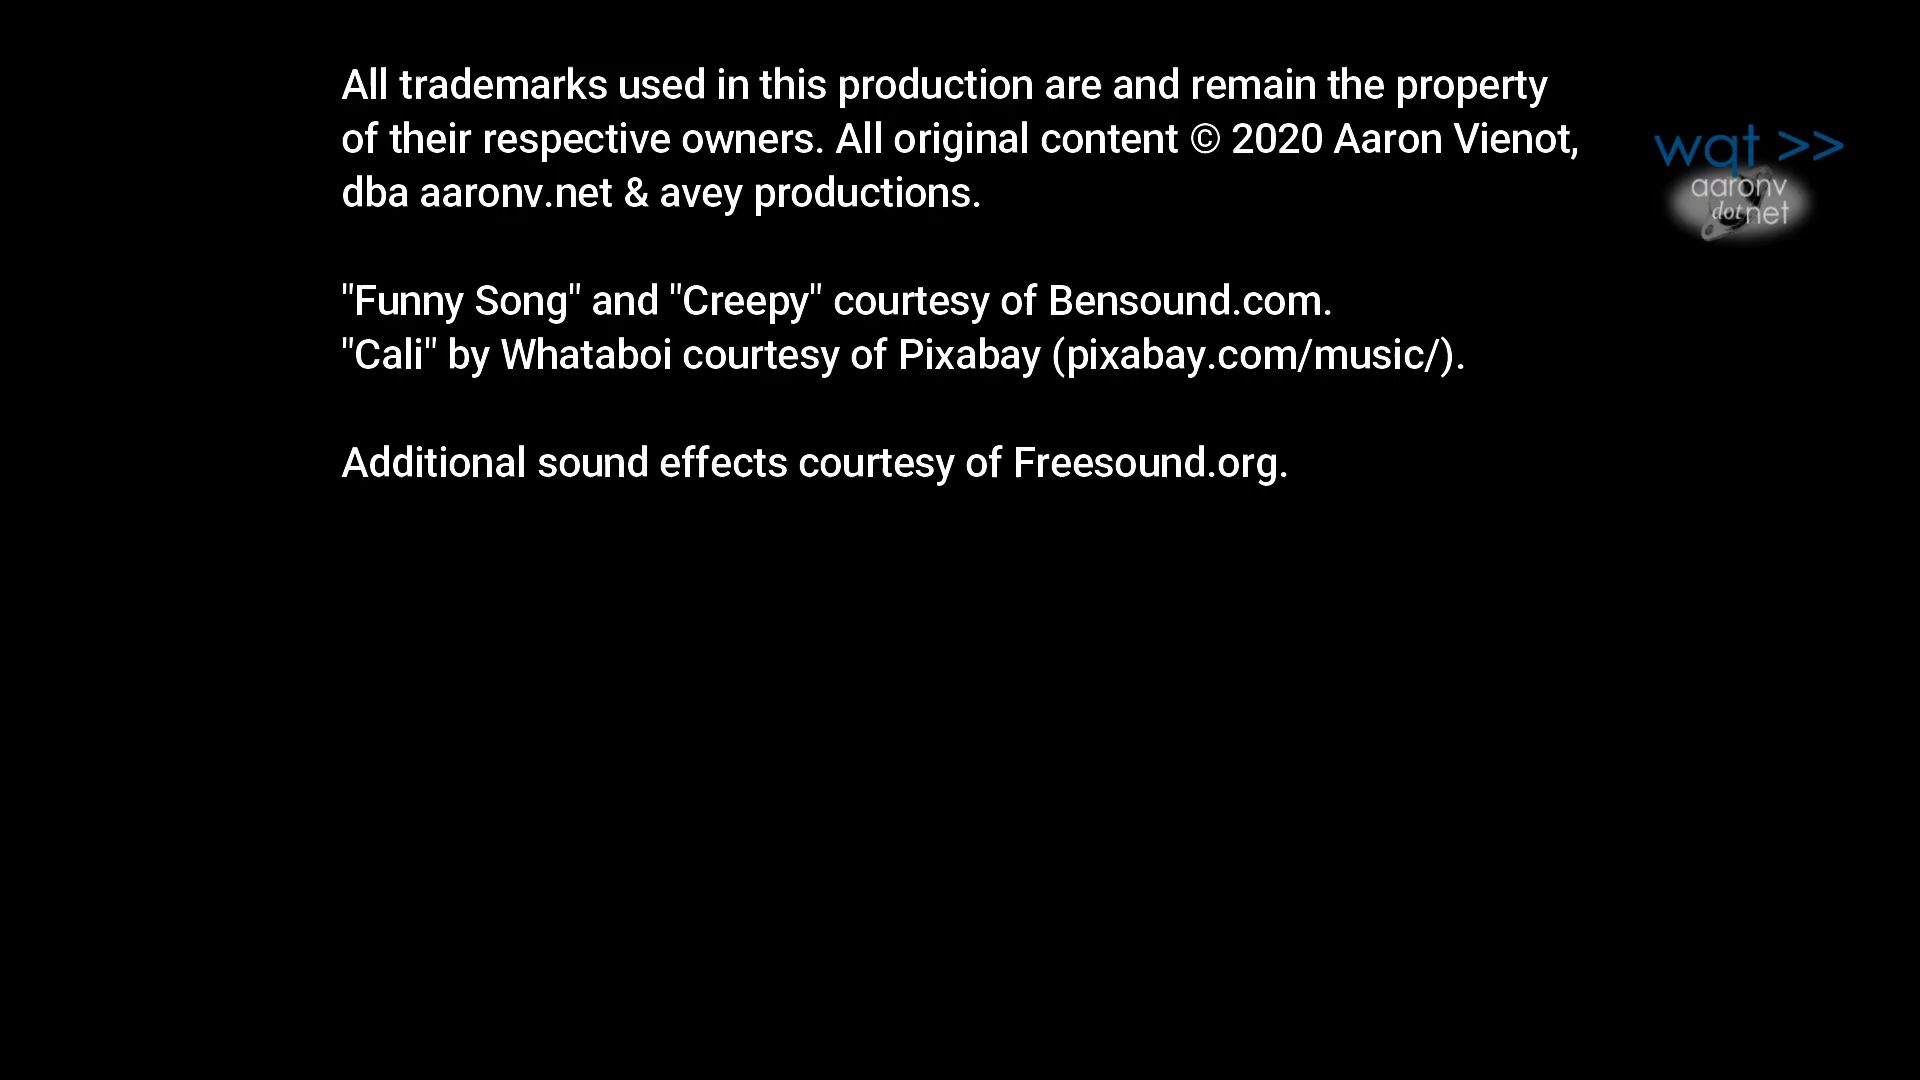 All trademarks used in this production are and remain the property
of their respective owners. All original content © 2020 Aaron Vienot,
dba aaronv.net & avey productions.
wqt >>
aaronv
dotnet
"Funny Song" and "Creepy" courtesy of Bensound.com.
"Cali" by Whataboi courtesy of Pixabay (pixabay.com/music/).
Additional sound effects courtesy of Freesound.org.